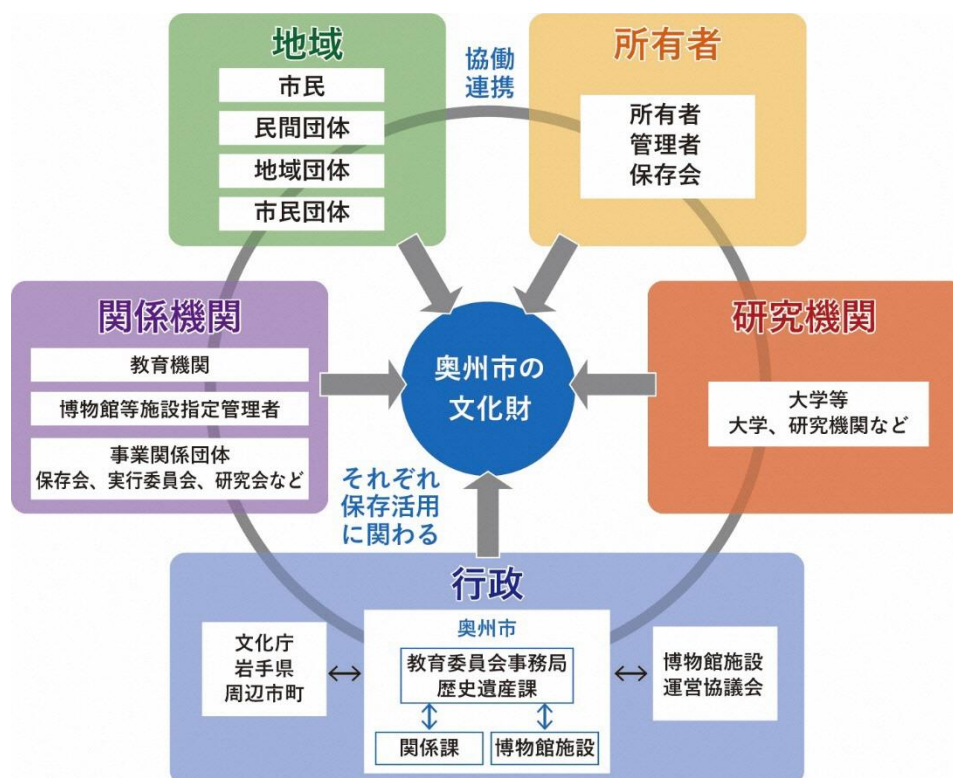 地域
市民
民間団体
地域団体
市民団体
協働
連携
所有者
所有者
管理者
保存会
関係機関
教育機関
博物館等施設指定管理者
事業関係団体
保存会、実行委員会、研究会など
奥州市の
文化財
研究機関
大学等
大学、研究機関など
それぞれ
保存活用
に関わる
行政
文化庁
岩手県
周辺市町
奥州市
教育委員会事務局
歴史遺産課
関係課
博物館施設
博物館施設
運営協議会